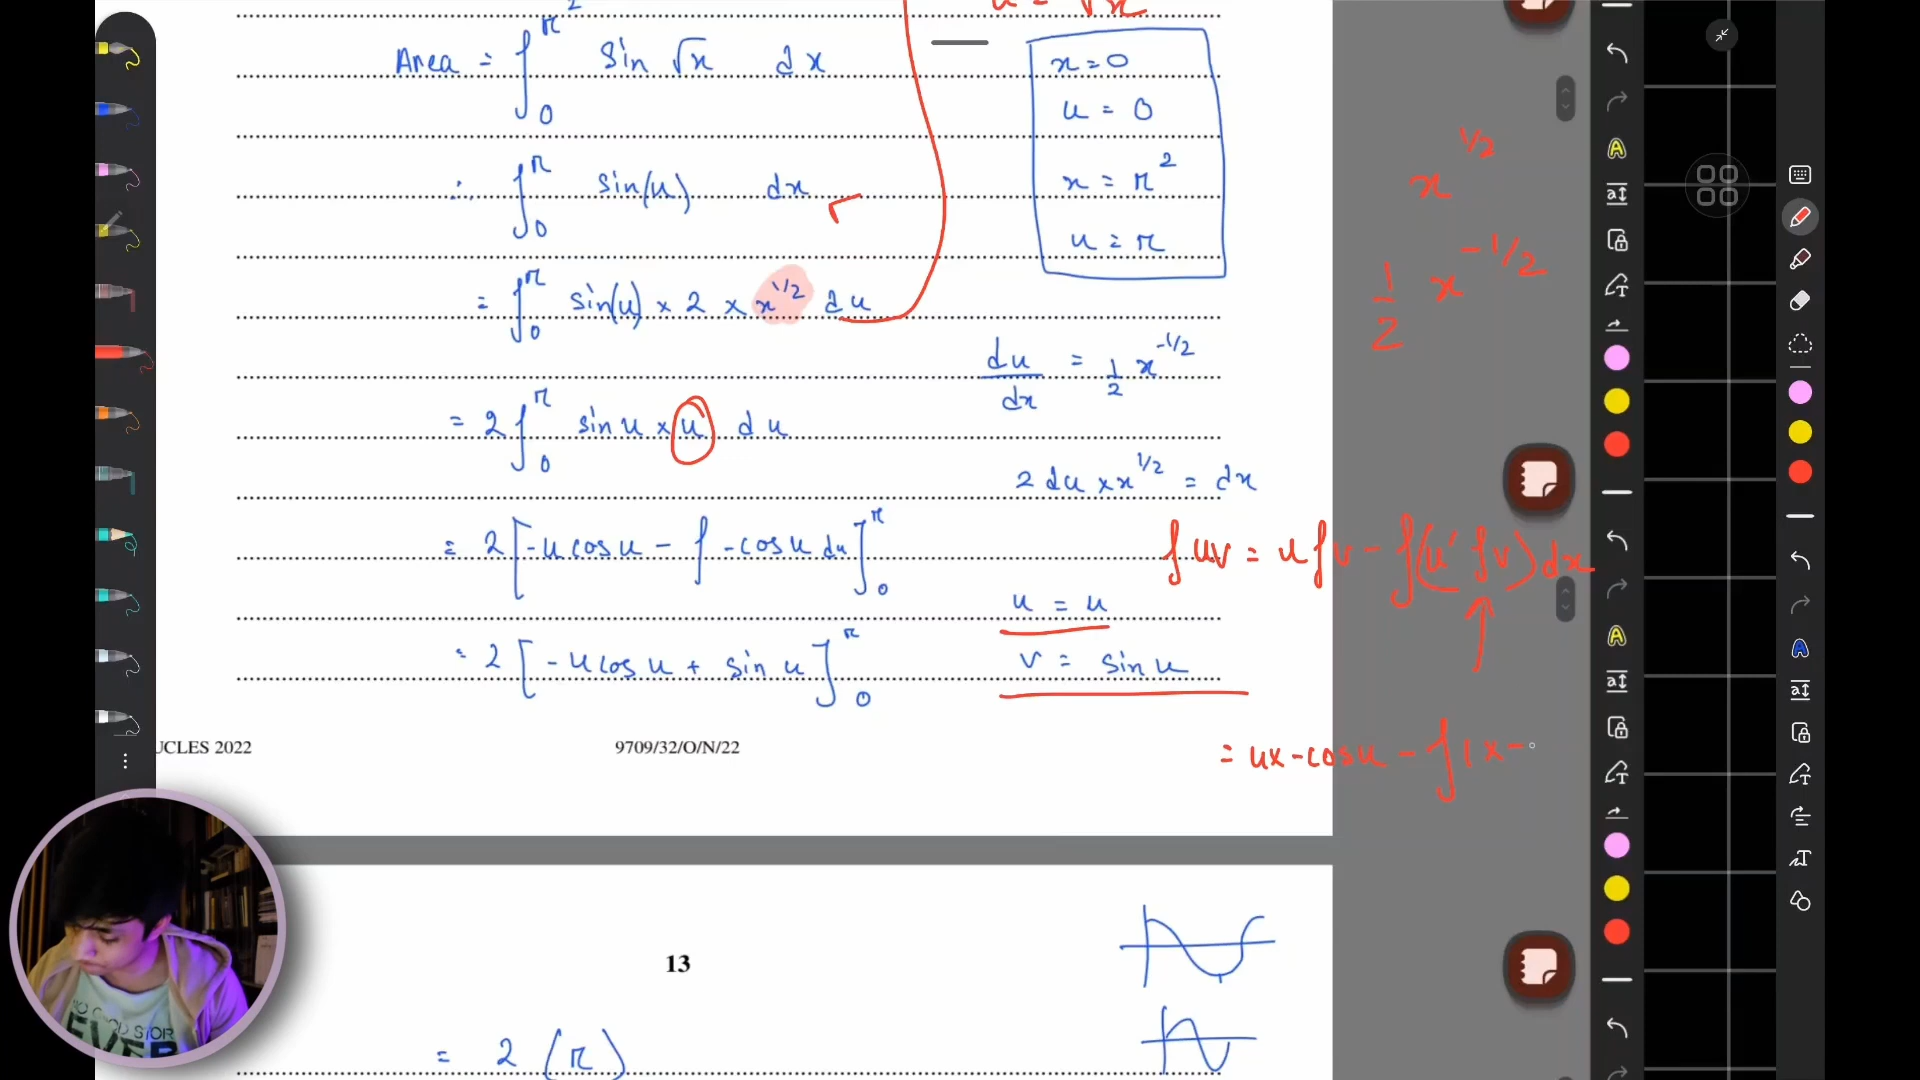 u = √x
Area = ∫₀^π² sin √x dx
x = 0
u = 0
∴ ∫₀^π sin(u) dx
x = π²
u = π
= ∫₀^π sin(u) × 2 × x^1/2 du
du/dx = 1/2 x^-1/2
= 2 ∫₀^π sin u × u du
2 du × x^1/2 = dx
= 2 [-u cos u - ∫ -cos u du]₀^π
u = u
= 2 [-u cos u + sin u]₀^π
v = sin u
x^1/2
1/2 x^-1/2
∫ uv = u ∫ v - ∫(u' ∫v) dx
= u x -cos u - ∫ 1 x -
UCLES 2022
9709/32/O/N/22
13
= 2 (π)
EVER